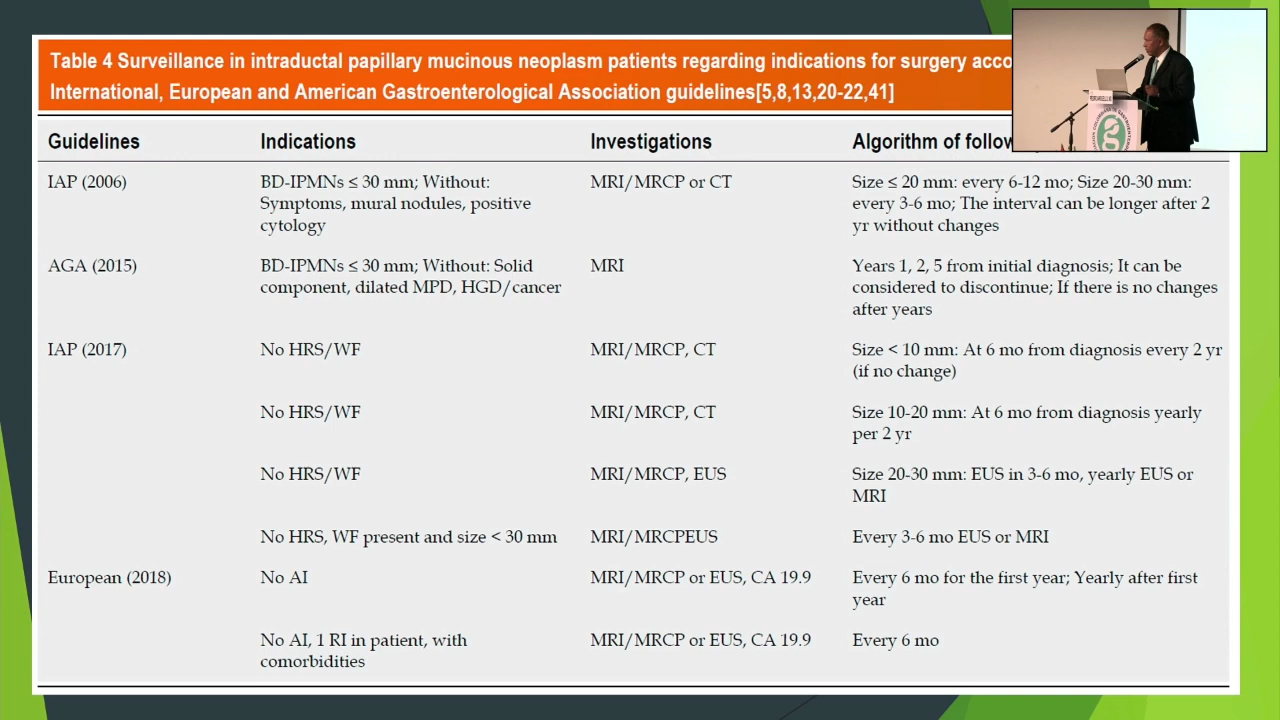 Table 4 Surveillance in intraductal papillary mucinous neoplasm patients regarding indications for surgery acco
International, European and American Gastroenterological Association guidelines[5,8,13,20-22,41]
Guidelines Indications Investigations Algorithm of follow
IAP (2006) BD-IPMNs ≤ 30 mm; Without: MRI/MRCP or CT Size ≤ 20 mm: every 6-12 mo; Size 20-30 mm:
Symptoms, mural nodules, positive every 3-6 mo; The interval can be longer after 2
cytology yr without changes
AGA (2015) BD-IPMNs ≤ 30 mm; Without: Solid MRI Years 1, 2, 5 from initial diagnosis; It can be
component, dilated MPD, HGD/cancer considered to discontinue; If there is no changes
after years
IAP (2017) No HRS/WF MRI/MRCP, CT Size < 10 mm: At 6 mo from diagnosis every 2 yr
(if no change)
No HRS/WF MRI/MRCP, CT Size 10-20 mm: At 6 mo from diagnosis yearly
per 2 yr
No HRS/WF MRI/MRCP, EUS Size 20-30 mm: EUS in 3-6 mo, yearly EUS or
MRI
No HRS, WF present and size < 30 mm MRI/MRCPEUS Every 3-6 mo EUS or MRI
European (2018) No AI MRI/MRCP or EUS, CA 19.9 Every 6 mo for the first year; Yearly after first
year
No AI, 1 RI in patient, with MRI/MRCP or EUS, CA 19.9 Every 6 mo
comorbidities